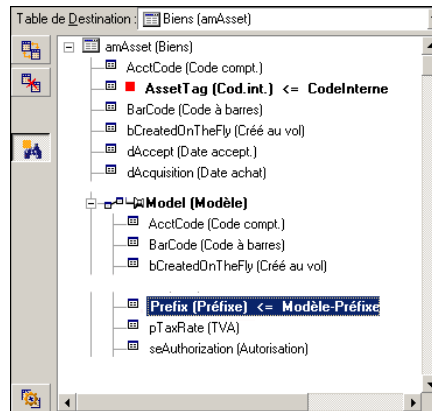 Table de Destination : Biens (amAsset)
amAsset (Biens)
AcctCode (Code compt.)
AssetTag (Cod.int.) <= CodeInterne
BarCode (Code à barres)
bCreatedOnTheFly (Créé au vol)
dAccept (Date accept.)
dAcquisition (Date achat)
Model (Modèle)
AcctCode (Code compt.)
BarCode (Code à barres)
bCreatedOnTheFly (Créé au vol)
Prefix (Préfixe) <= Modèle-Préfixe
pTaxRate (TVA)
seAuthorization (Autorisation)